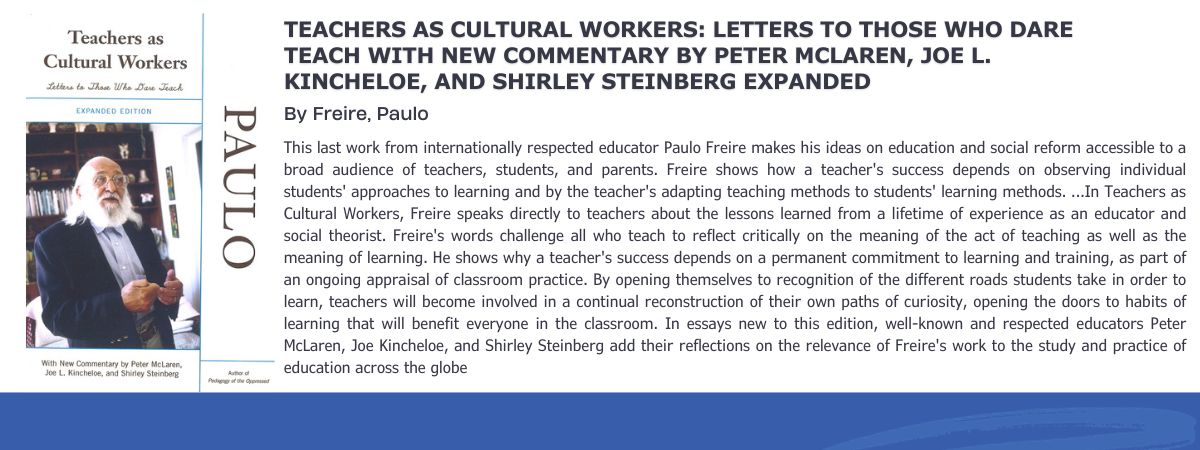 Teachers as
Cultural Workers
Letters to Those Who Dare Teach
EXPANDED EDITION
With New Commentary by Peter McLaren,
Joe L. Kincheloe, and Shirley Steinberg
PAULO
Author of
Pedagogy of the Oppressed
TEACHERS AS CULTURAL WORKERS: LETTERS TO THOSE WHO DARE
TEACH WITH NEW COMMENTARY BY PETER MCLAREN, JOE L.
KINCHELOE, AND SHIRLEY STEINBERG EXPANDED
By Freire, Paulo
This last work from internationally respected educator Paulo Freire makes his ideas on education and social reform accessible to a
broad audience of teachers, students, and parents. Freire shows how a teacher's success depends on observing individual
students' approaches to learning and by the teacher's adapting teaching methods to students' learning methods. ...In Teachers as
Cultural Workers, Freire speaks directly to teachers about the lessons learned from a lifetime of experience as an educator and
social theorist. Freire's words challenge all who teach to reflect critically on the meaning of the act of teaching as well as the
meaning of learning. He shows why a teacher's success depends on a permanent commitment to learning and training, as part of
an ongoing appraisal of classroom practice. By opening themselves to recognition of the different roads students take in order to
learn, teachers will become involved in a continual reconstruction of their own paths of curiosity, opening the doors to habits of
learning that will benefit everyone in the classroom. In essays new to this edition, well-known and respected educators Peter
McLaren, Joe Kincheloe, and Shirley Steinberg add their reflections on the relevance of Freire's work to the study and practice of
education across the globe